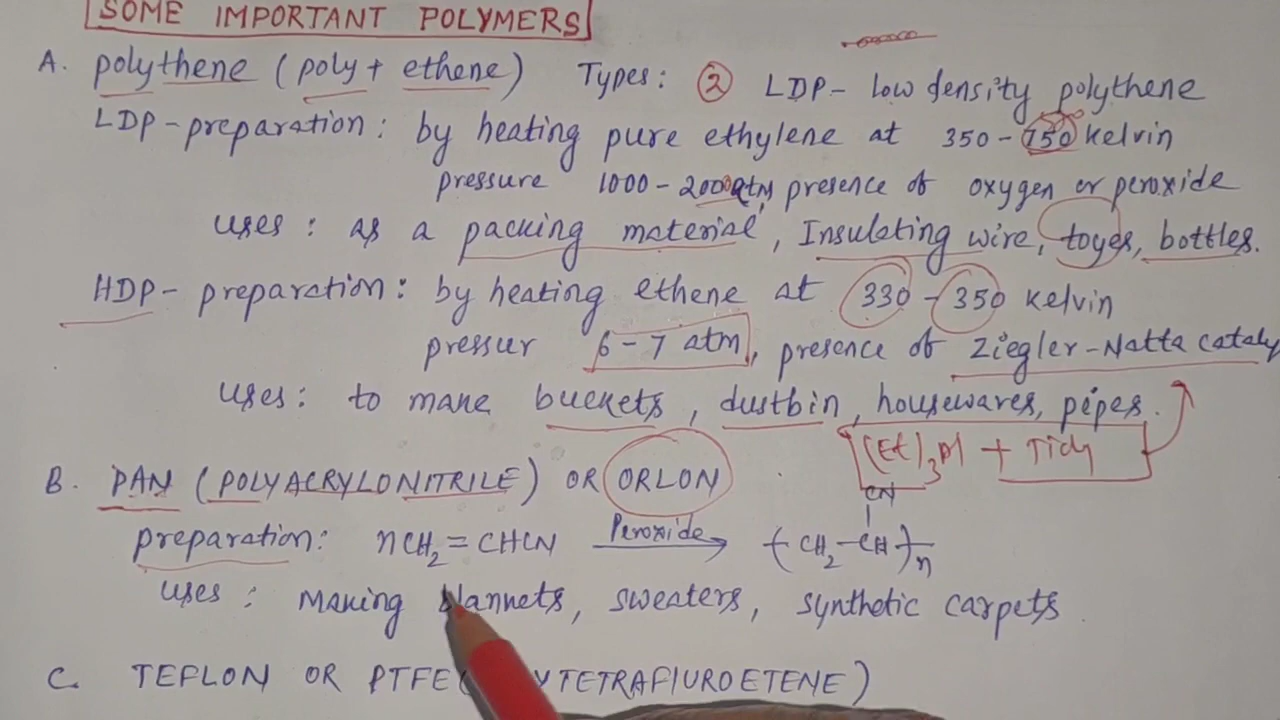 SOME IMPORTANT POLYMERS
A. polythene (poly + ethene) Types: 2 LDP - low density polythene
LDP - preparation: by heating pure ethylene at 350 - 750 kelvin
pressure 1000 - 2000 atm, presence of oxygen or peroxide
uses: as a packing material, Insulating wire, toyes, bottles.
HDP - preparation: by heating ethene at 330 - 350 kelvin
pressur 6 - 7 atm, presence of Ziegler-Natta cataly
uses: to make buckets, dustbin, housewares, pipes.
(Et)3Al + TiCl4
B. PAN (POLYACRYLONITRILE) OR ORLON
CN
preparation: nCH2 = CHCN Peroxide (CH2 - CH)n
uses: Making blankets, sweaters, synthetic carpets
C. TEFLON OR PTFE (